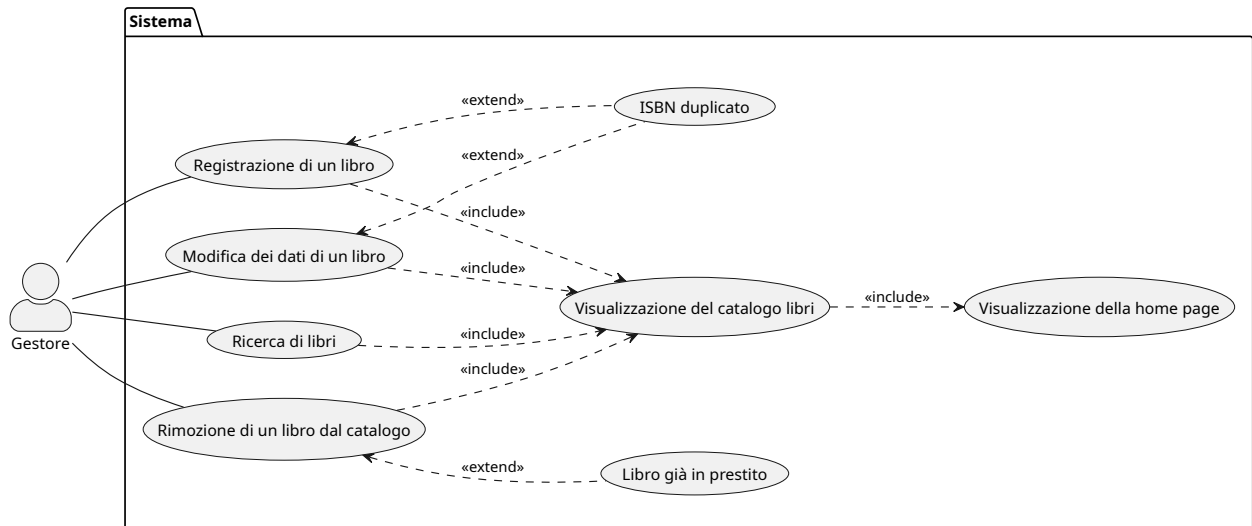 Sistema
«extend»
ISBN duplicato
Registrazione di un libro
«extend»
«include»
Modifica dei dati di un libro
«include»
Gestore
Visualizzazione del catalogo libri
«include»
Visualizzazione della home page
Ricerca di libri
«include»
«include»
Rimozione di un libro dal catalogo
«extend»
Libro già in prestito